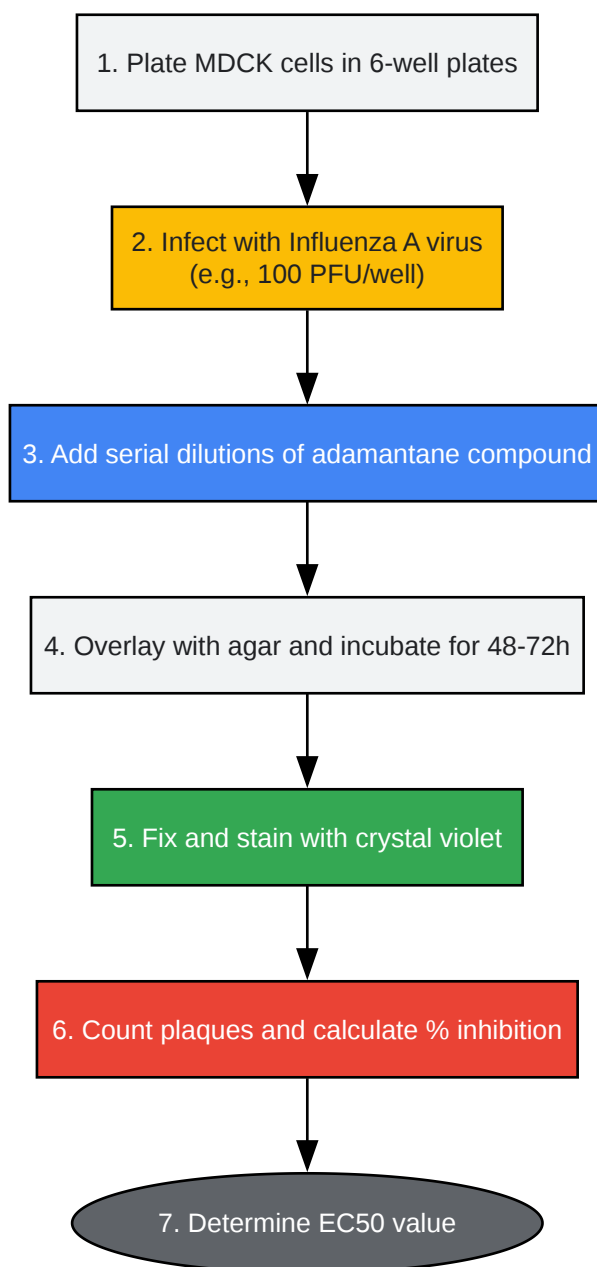 1. Plate MDCK cells in 6-well plates
2. Infect with Influenza A virus
(e.g., 100 PFU/well)
3. Add serial dilutions of adamantane compound
4. Overlay with agar and incubate for 48-72h
5. Fix and stain with crystal violet
6. Count plaques and calculate % inhibition
7. Determine EC50 value